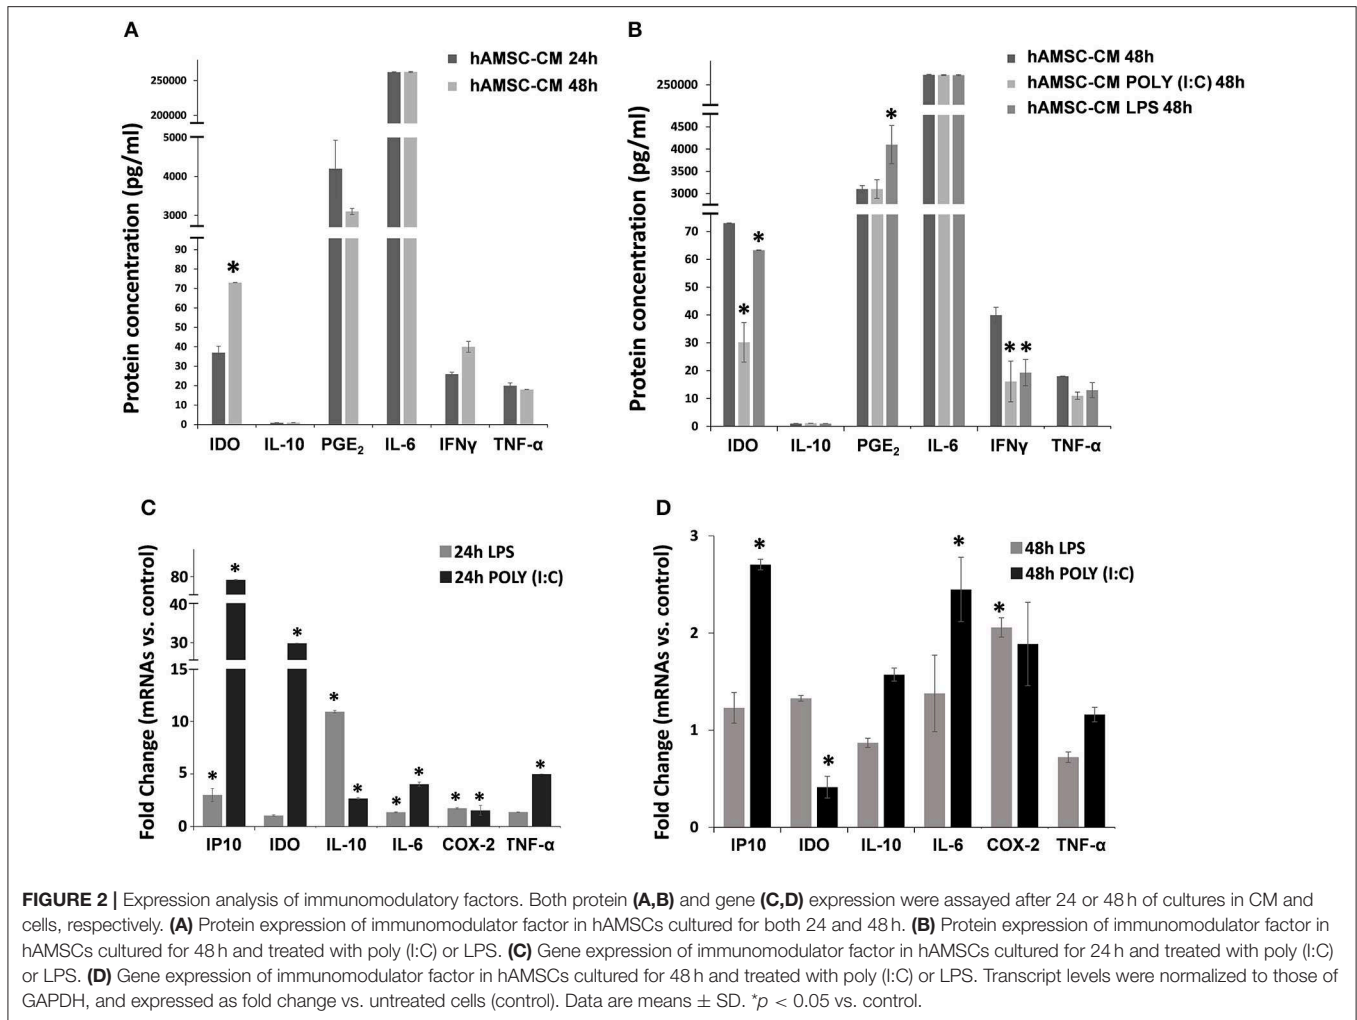 A
hAMSC-CM 24h
hAMSC-CM 48h
Protein concentration (pg/ml)
250000
200000
5000
4000
3000
90
80
70
60
50
40
30
20
10
0
*
IDO IL-10 PGE₂ IL-6 IFNγ TNF-α
B
hAMSC-CM 48h
hAMSC-CM POLY (I:C) 48h
hAMSC-CM LPS 48h
Protein concentration (pg/ml)
250000
4500
4000
3500
3000
70
60
50
40
30
20
10
0
* * * * *
IDO IL-10 PGE₂ IL-6 IFNγ TNF-α
C
24h LPS
24h POLY (I:C)
Fold Change (mRNAs vs. control)
80
40
30
15
10
5
0
* * * * * * * * * *
IP10 IDO IL-10 IL-6 COX-2 TNF-α
D
48h LPS
48h POLY (I:C)
Fold Change (mRNAs vs. control)
3
2
1
0
* * * *
IP10 IDO IL-10 IL-6 COX-2 TNF-α
FIGURE 2 | Expression analysis of immunomodulatory factors. Both protein (A,B) and gene (C,D) expression were assayed after 24 or 48 h of cultures in CM and
cells, respectively. (A) Protein expression of immunomodulator factor in hAMSCs cultured for both 24 and 48 h. (B) Protein expression of immunomodulator factor in
hAMSCs cultured for 48 h and treated with poly (I:C) or LPS. (C) Gene expression of immunomodulator factor in hAMSCs cultured for 24 h and treated with poly (I:C)
or LPS. (D) Gene expression of immunomodulator factor in hAMSCs cultured for 48 h and treated with poly (I:C) or LPS. Transcript levels were normalized to those of
GAPDH, and expressed as fold change vs. untreated cells (control). Data are means ± SD. *p < 0.05 vs. control.